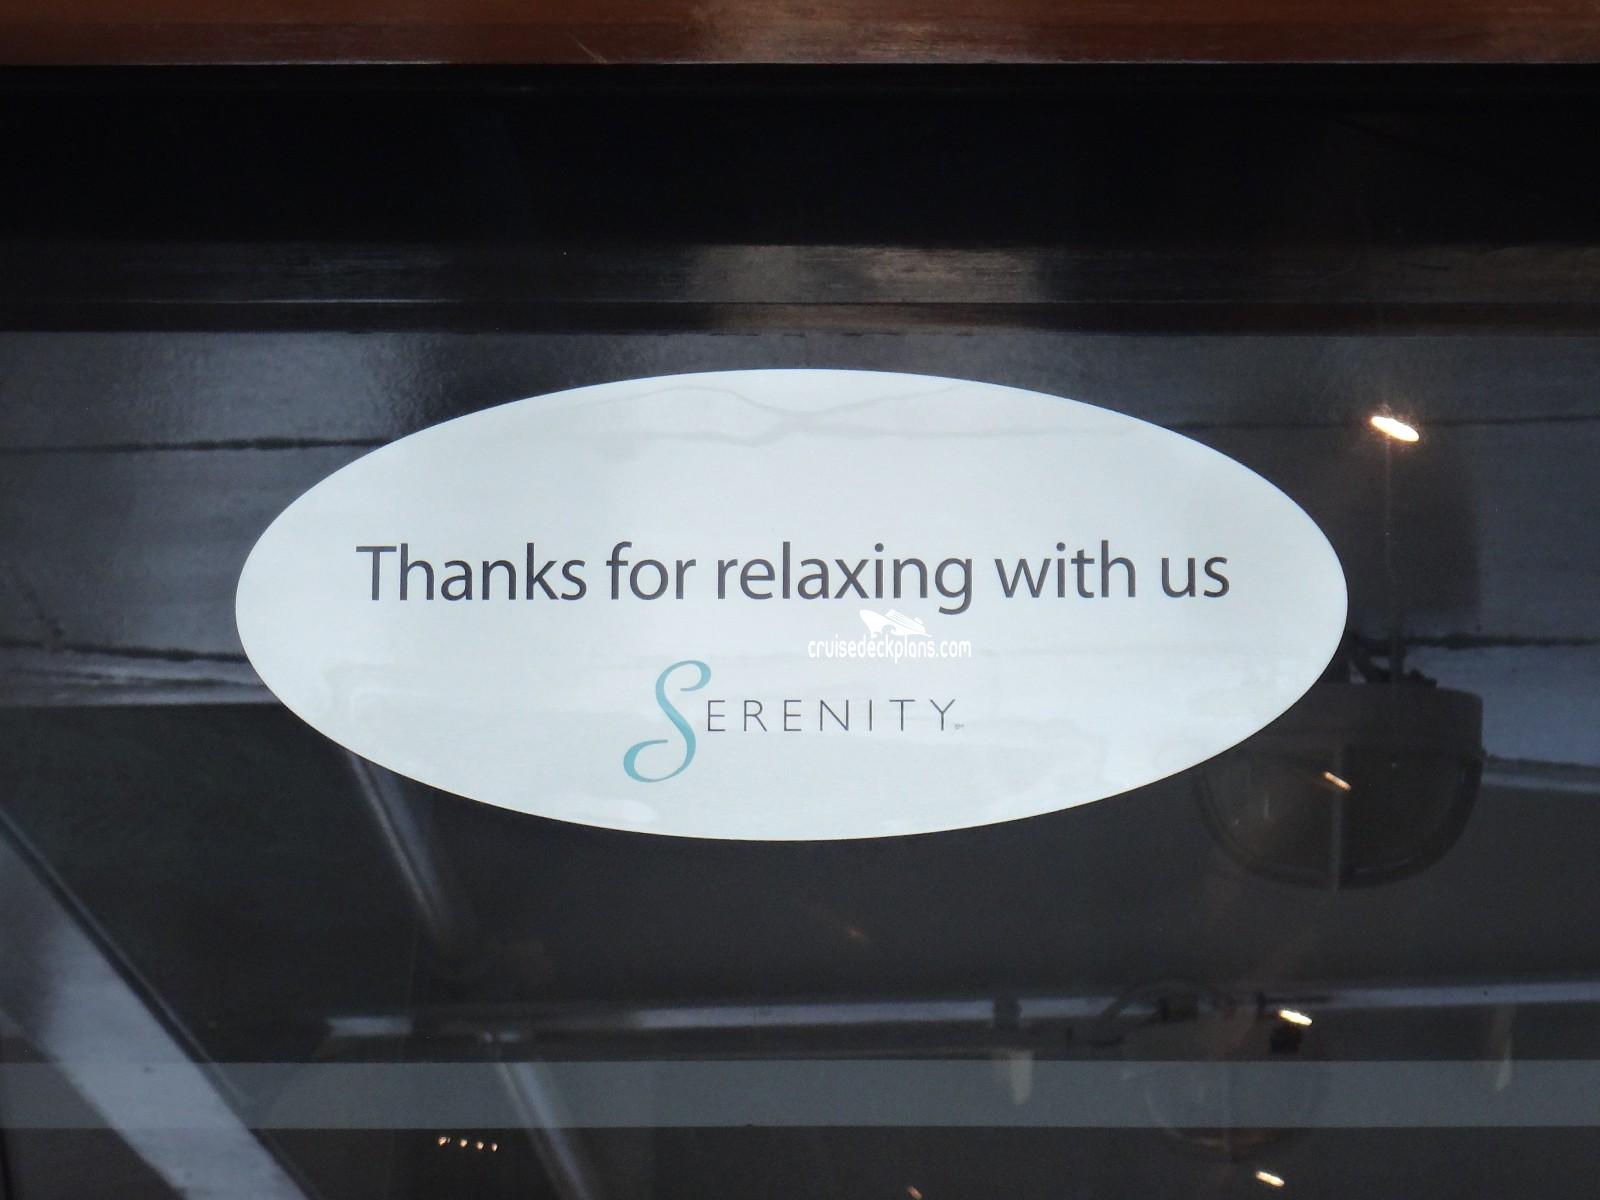 Thanks for relaxing with us
cruisedeckplans.com
SERENITY